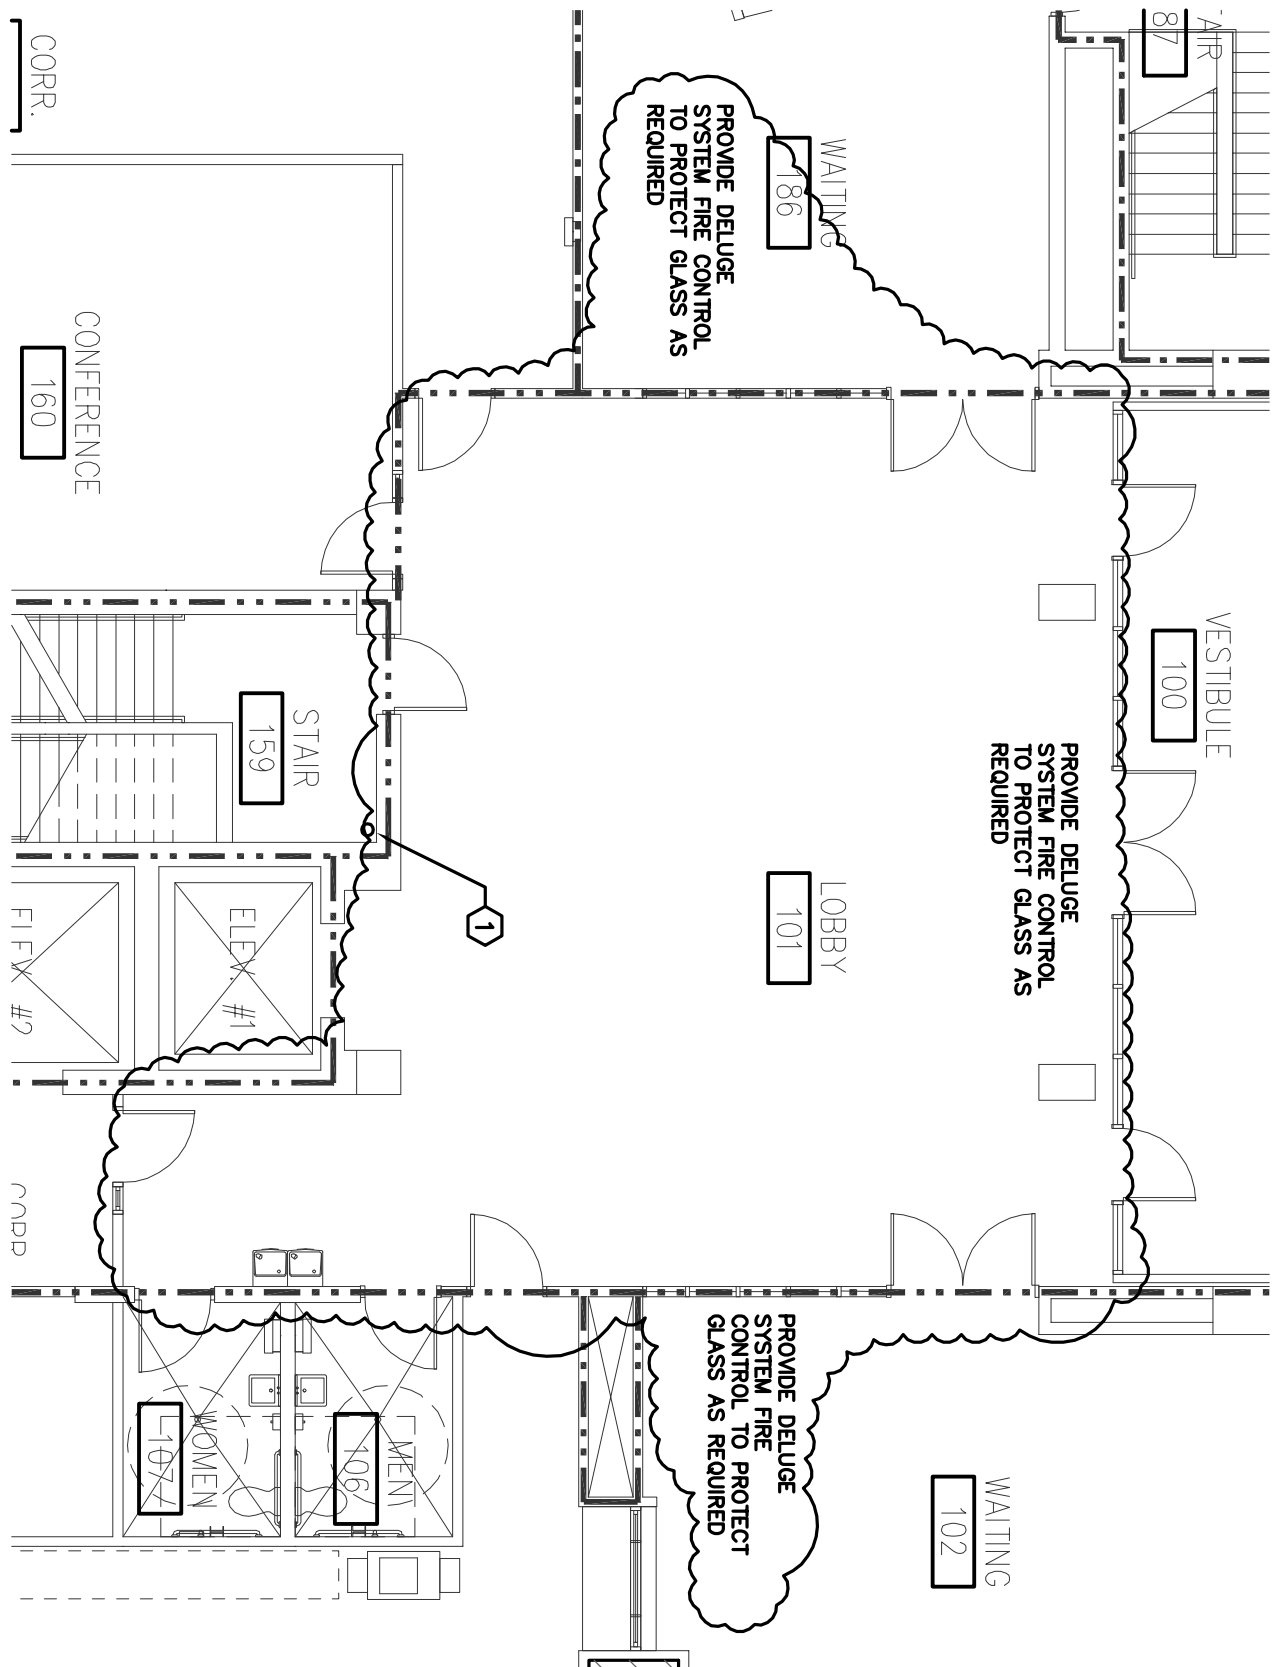 CORR.
CONFERENCE
160
PROVIDE DELUGE
SYSTEM FIRE CONTROL
TO PROTECT GLASS AS
REQUIRED
WAITING
186
87
VESTIBULE
100
STAIR
159
PROVIDE DELUGE
SYSTEM FIRE CONTROL
TO PROTECT GLASS AS
REQUIRED
LOBBY
101
1
ELEV. #1
#2
PROVIDE DELUGE
SYSTEM FIRE
CONTROL TO PROTECT
GLASS AS REQUIRED
WOMEN
107
MEN
106
WAITING
102